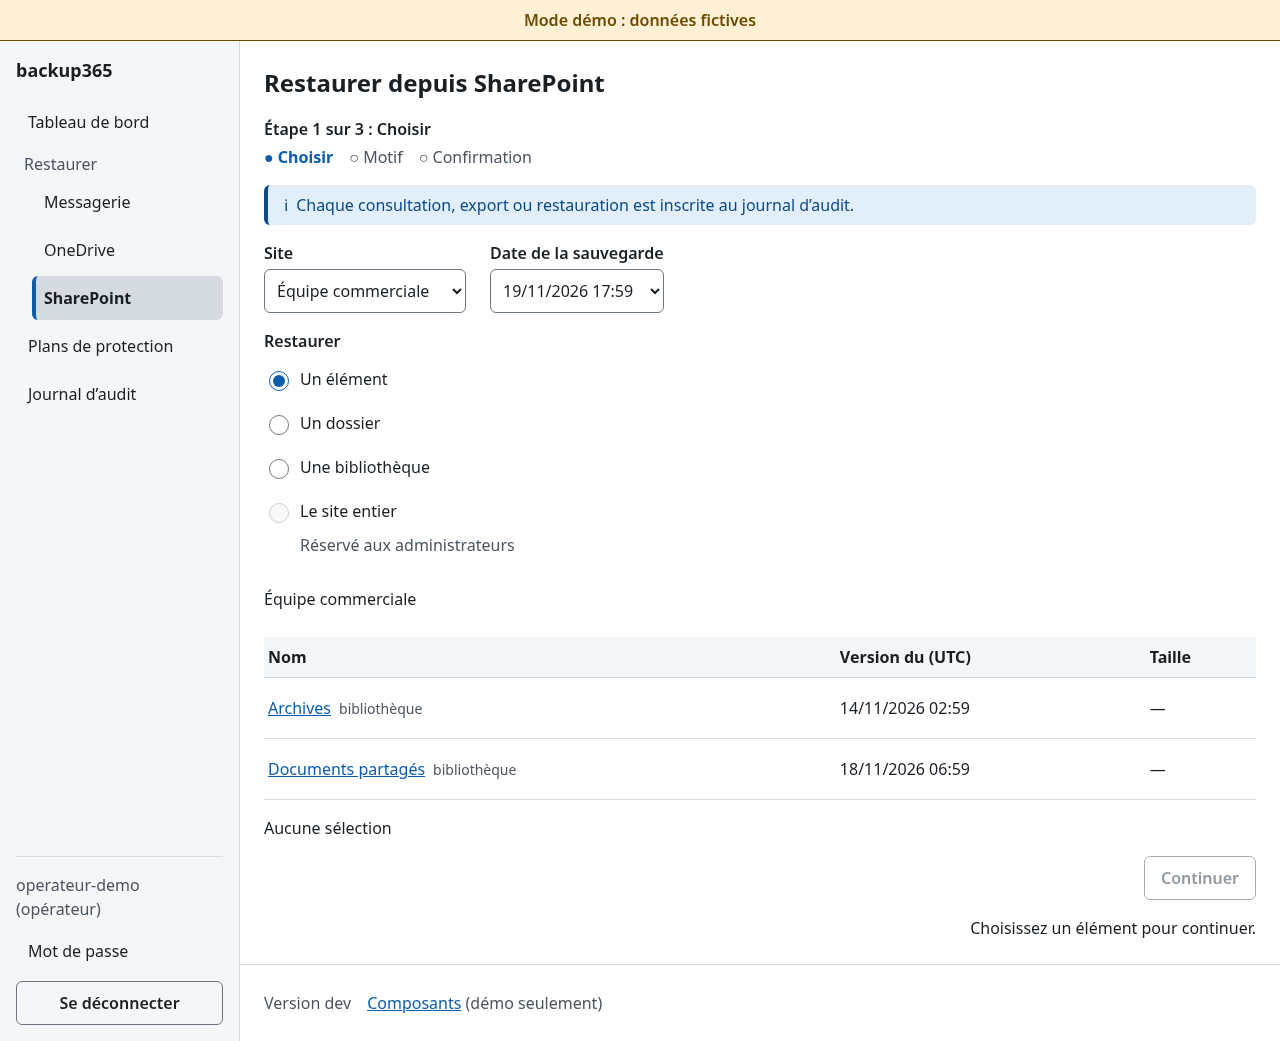 Mode démo : données fictives
backup365
Tableau de bord
Restaurer
Messagerie
OneDrive
SharePoint
Plans de protection
Journal d’audit
operateur-demo
(opérateur)
Mot de passe
Se déconnecter
Restaurer depuis SharePoint
Étape 1 sur 3 : Choisir
● Choisir ○ Motif ○ Confirmation
i Chaque consultation, export ou restauration est inscrite au journal d’audit.
Site Date de la sauvegarde
Équipe commerciale 19/11/2026 17:59
Restaurer
Un élément
Un dossier
Une bibliothèque
Le site entier
Réservé aux administrateurs
Équipe commerciale
Nom Version du (UTC) Taille
Archives bibliothèque 14/11/2026 02:59 —
Documents partagés bibliothèque 18/11/2026 06:59 —
Aucune sélection
Continuer
Choisissez un élément pour continuer.
Version dev Composants (démo seulement)